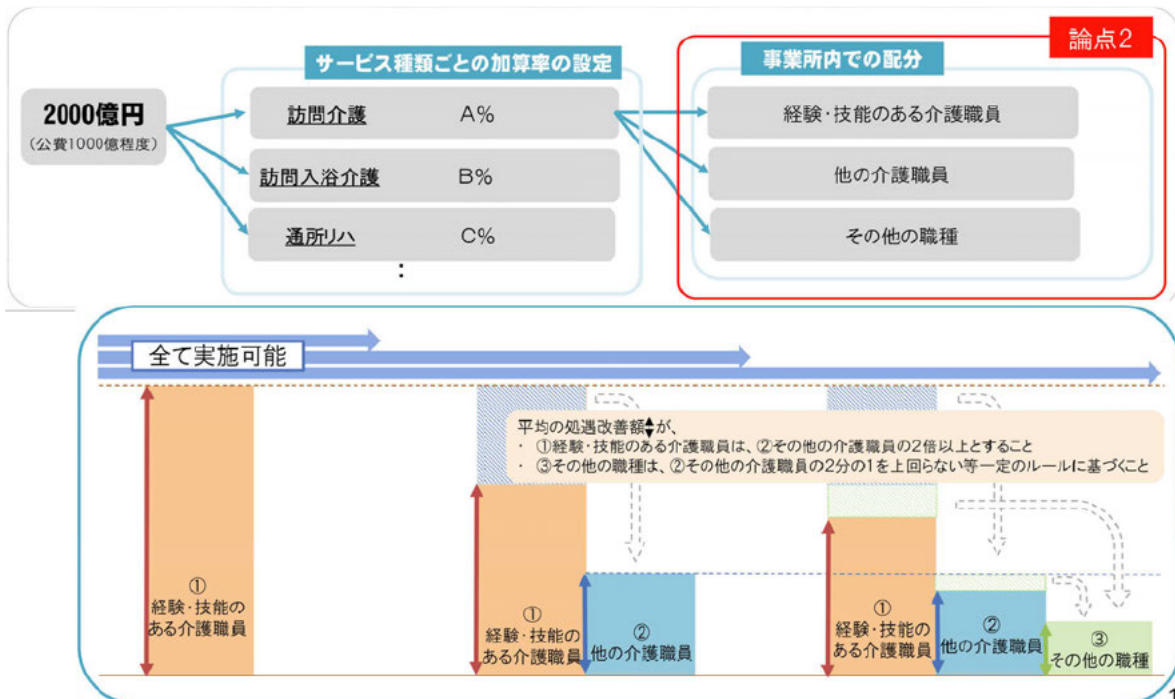 論点2
サービス種類ごとの加算率の設定
事業所内での配分
2000億円
(公費1000億程度)
訪問介護 A%
訪問入浴介護 B%
通所リハ C%
:
経験・技能のある介護職員
他の介護職員
その他の職種
全て実施可能
平均の処遇改善額が、
・ ①経験・技能のある介護職員は、②その他の介護職員の2倍以上とすること
・ ③その他の職種は、②その他の介護職員の2分の1を上回らない等一定のルールに基づくこと
①
経験・技能の
ある介護職員
①
経験・技能の
ある介護職員
②
他の介護職員
①
経験・技能の
ある介護職員
②
他の介護職員
③
その他の職種
1